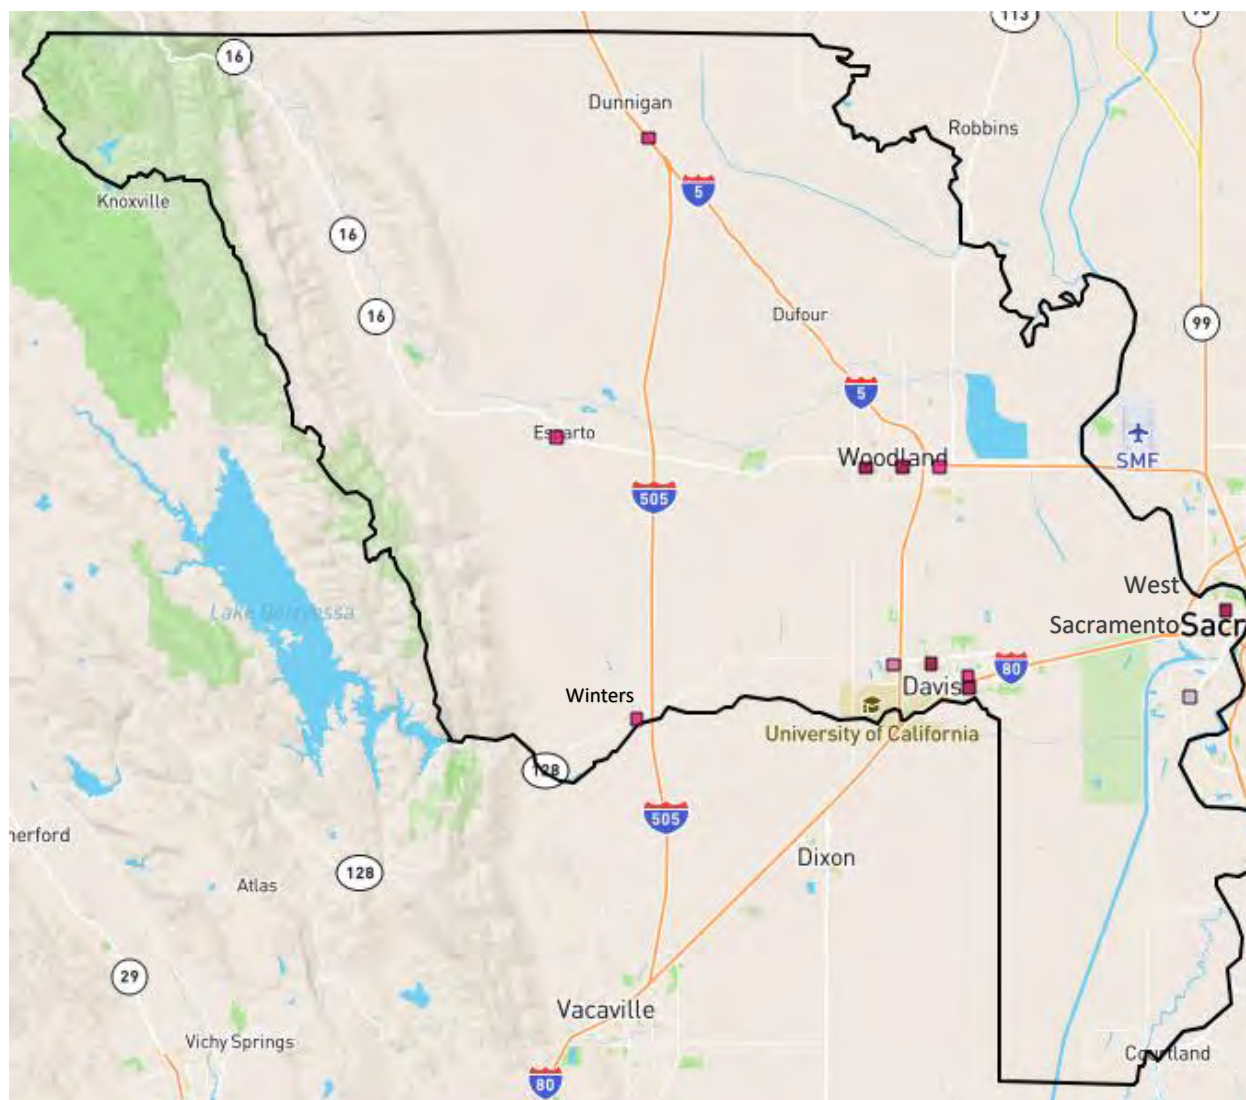 113
16
Dunnigan
Robbins
5
Knoxville
16
16
Dufour
99
5
Esparto
Woodland
SMF
505
West
Lake Berryessa
Sacramento
Sacr
80
Davis
Winters
University of California
128
505
herford
Dixon
128
Atlas
29
Vacaville
Vichy Springs
Courtland
80